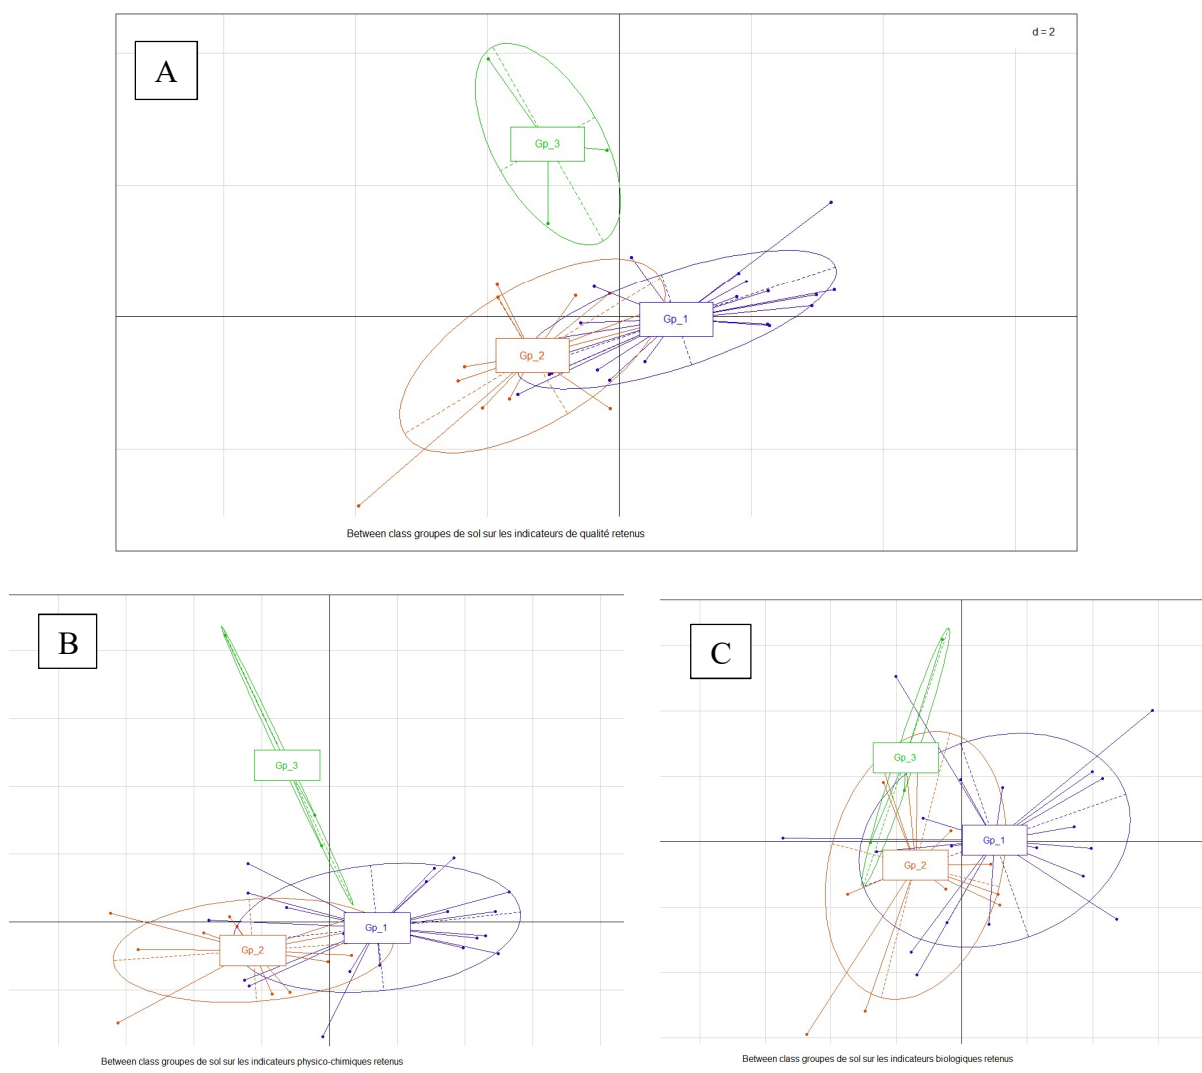 d = 2
A
Gp_3
Gp_1
Gp_2
Between class groupes de sol sur les indicateurs de qualité retenus
B
Gp_3
Gp_1
Gp_2
Between class groupes de sol sur les indicateurs physico-chimiques retenus
C
Gp_3
Gp_1
Gp_2
Between class groupes de sol sur les indicateurs biologiques retenus